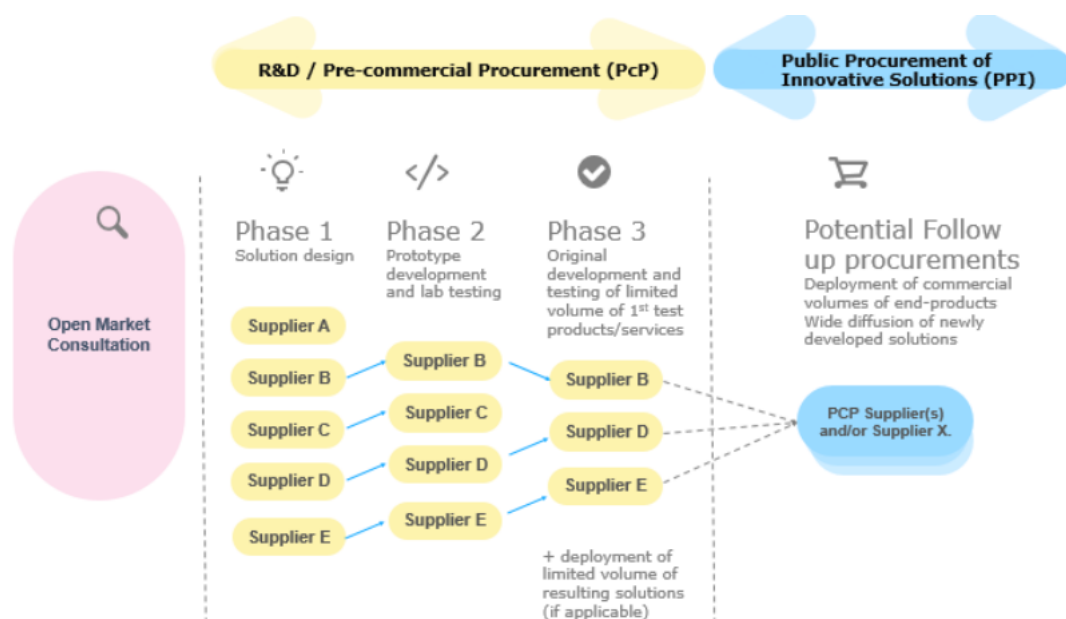 R&D / Pre-commercial Procurement (PcP)
Public Procurement of
Innovative Solutions (PPI)
Open Market
Consultation
Phase 1
Solution design
Supplier A
Supplier B
Supplier C
Supplier D
Supplier E
</>
Phase 2
Prototype
development
and lab testing
Supplier B
Supplier C
Supplier D
Supplier E
Phase 3
Original
development and
testing of limited
volume of 1st test
products/services
Supplier B
Supplier D
Supplier E
+ deployment of
limited volume of
resulting solutions
(if applicable)
Potential Follow
up procurements
Deployment of commercial
volumes of end-products
Wide diffusion of newly
developed solutions
PCP Supplier(s)
and/or Supplier X.